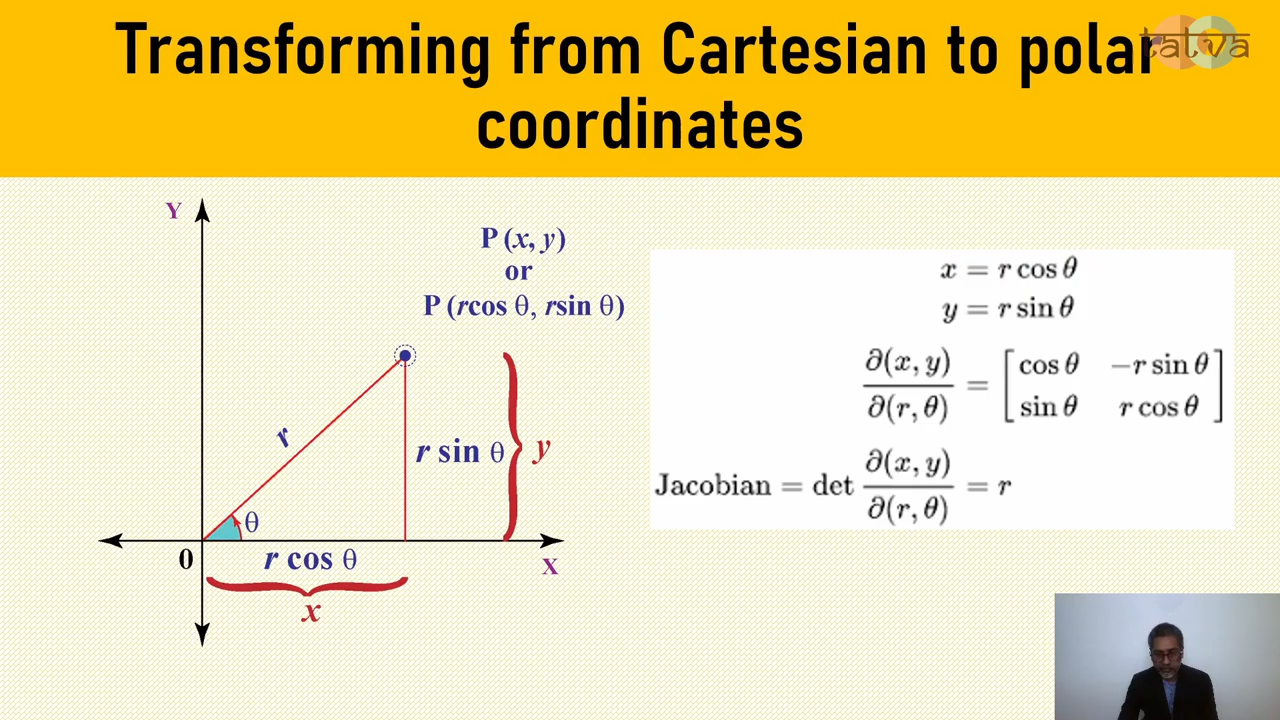 Transforming from Cartesian to polar
coordinates
tatva
Y
P (x, y)
or
P (rcos θ, rsin θ)
r
r sin θ
y
θ
0
r cos θ
X
x
x = r cos θ
y = r sin θ
∂(x, y) / ∂(r, θ) = [ cos θ −r sin θ
sin θ r cos θ ]
Jacobian = det ∂(x, y) / ∂(r, θ) = r